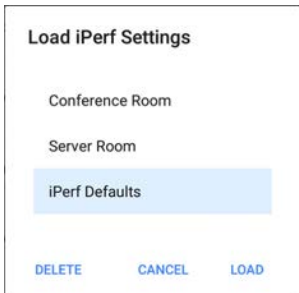 Load iPerf Settings
Conference Room
Server Room
iPerf Defaults
DELETE CANCEL LOAD